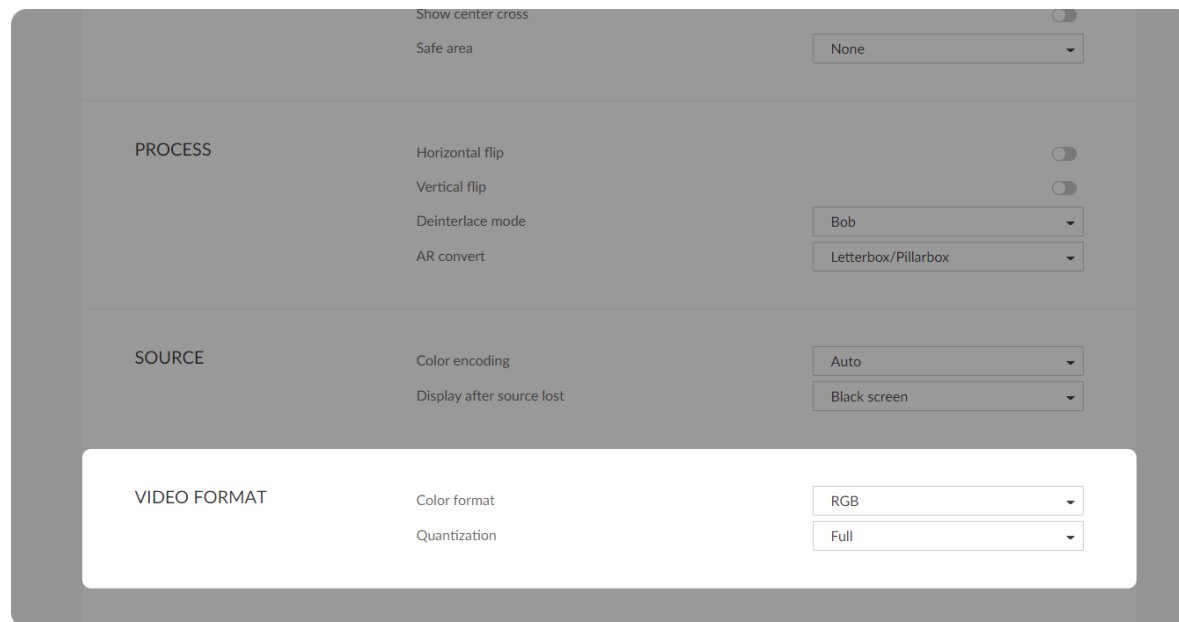 Show center cross
Safe area None
PROCESS Horizontal flip
Vertical flip
Deinterlace mode Bob
AR convert Letterbox/Pillarbox
SOURCE Color encoding Auto
Display after source lost Black screen
VIDEO FORMAT Color format RGB
Quantization Full